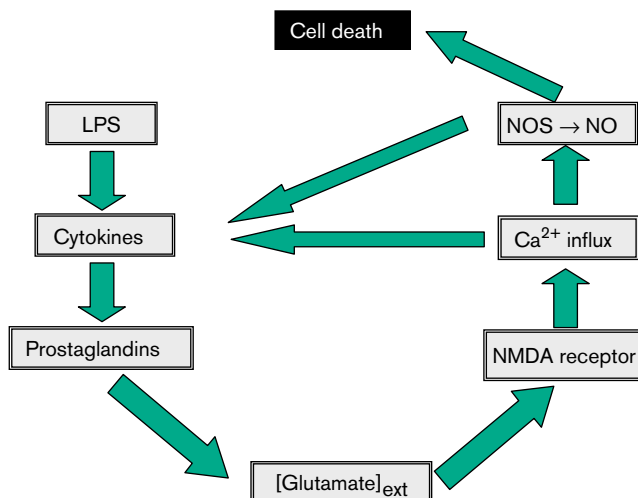 Cell death
LPS
NOS → NO
Cytokines
Ca²⁺ influx
Prostaglandins
NMDA receptor
[Glutamate]ext